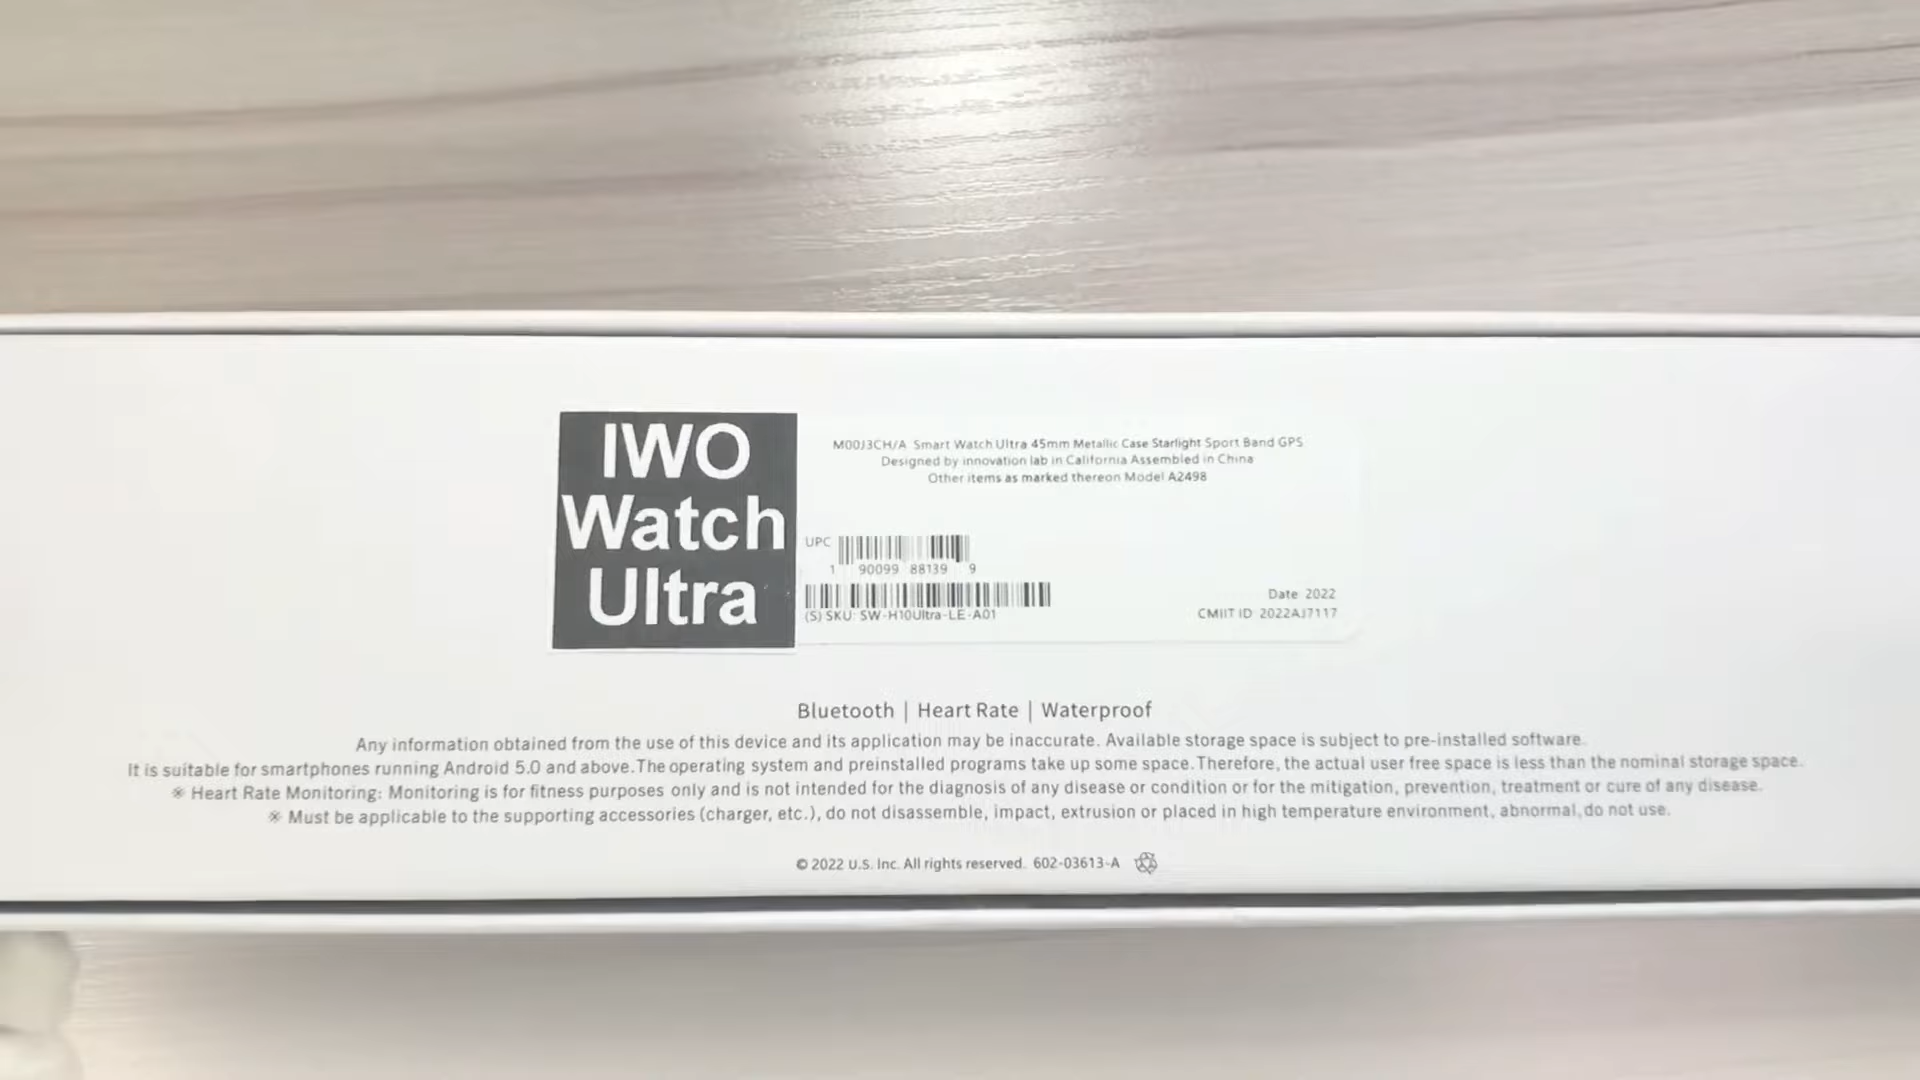 IWO
Watch
Ultra
M00J3CH/A Smart Watch Ultra 45mm Metallic Case Starlight Sport Band GPS
Designed by innovation lab in California Assembled in China
Other items as marked thereon Model A2498
UPC
1 90099 88139 9
(S) SKU: SW-H10Ultra-LE-A01
Date 2022
CMIIT ID 2022AJ7117
Bluetooth | Heart Rate | Waterproof
Any information obtained from the use of this device and its application may be inaccurate. Available storage space is subject to pre-installed software.
It is suitable for smartphones running Android 5.0 and above.The operating system and preinstalled programs take up some space.Therefore, the actual user free space is less than the nominal storage space.
※ Heart Rate Monitoring: Monitoring is for fitness purposes only and is not intended for the diagnosis of any disease or condition or for the mitigation, prevention, treatment or cure of any disease.
※ Must be applicable to the supporting accessories (charger, etc.), do not disassemble, impact, extrusion or placed in high temperature environment, abnormal, do not use.
© 2022 U.S. Inc. All rights reserved. 602-03613-A